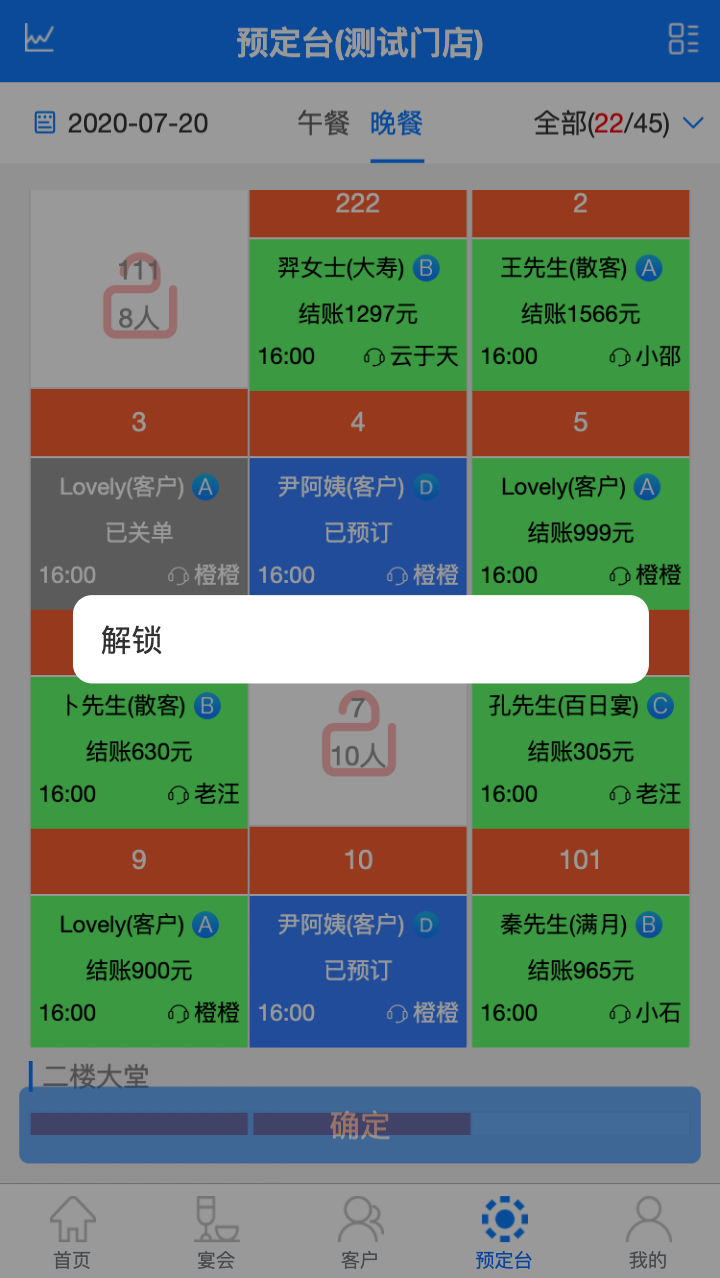 预定台(测试门店)
2020-07-20 午餐 晚餐 全部(22/45)
222 2
111
8人
羿女士(大寿) B
结账1297元
16:00 云于天
王先生(散客) A
结账1566元
16:00 小邵
3 4 5
Lovely(客户) A
已关单
16:00 橙橙
尹阿姨(客户) D
已预订
16:00 橙橙
Lovely(客户) A
结账999元
16:00 橙橙
解锁
卜先生(散客) B
结账630元
16:00 老汪
7
10人
孔先生(百日宴) C
结账305元
16:00 老汪
9 10 101
Lovely(客户) A
结账900元
16:00 橙橙
尹阿姨(客户) D
已预订
16:00 橙橙
秦先生(满月) B
结账965元
16:00 小石
二楼大堂
确定
首页 宴会 客户 预定台 我的